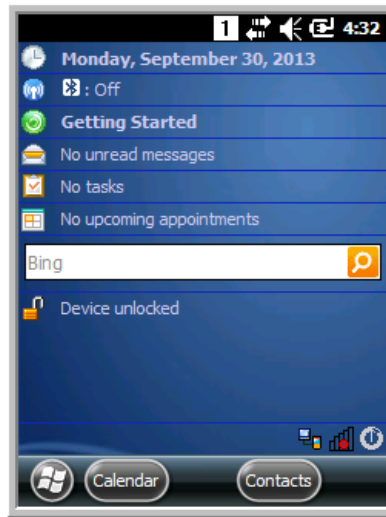 1 4:32
Monday, September 30, 2013
: Off
Getting Started
No unread messages
No tasks
No upcoming appointments
Bing
Device unlocked
Calendar Contacts